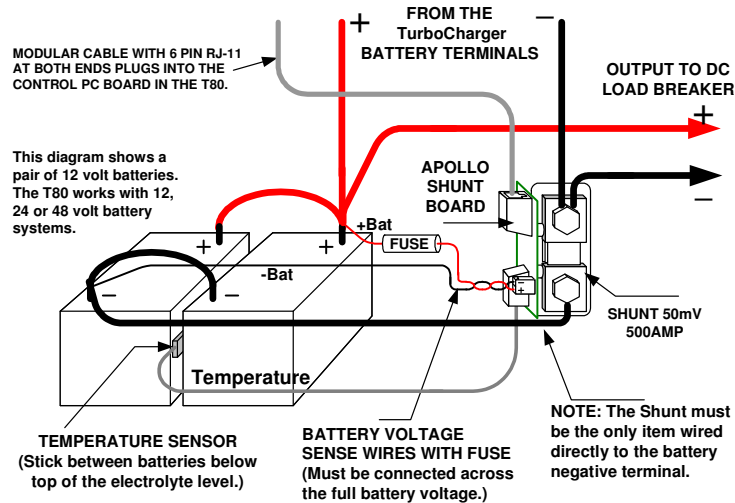 FROM THE
TurboCharger
BATTERY TERMINALS
+
−
MODULAR CABLE WITH 6 PIN RJ-11
AT BOTH ENDS PLUGS INTO THE
CONTROL PC BOARD IN THE T80.
OUTPUT TO DC
LOAD BREAKER
+
−
This diagram shows a
pair of 12 volt batteries.
The T80 works with 12,
24 or 48 volt battery
systems.
APOLLO
SHUNT
BOARD
+Bat
FUSE
+
+
-Bat
−
−
−
+
SHUNT 50mV
500AMP
Temperature
TEMPERATURE SENSOR
(Stick between batteries below
top of the electrolyte level.)
BATTERY VOLTAGE
SENSE WIRES WITH FUSE
(Must be connected across
the full battery voltage.)
NOTE: The Shunt must
be the only item wired
directly to the battery
negative terminal.